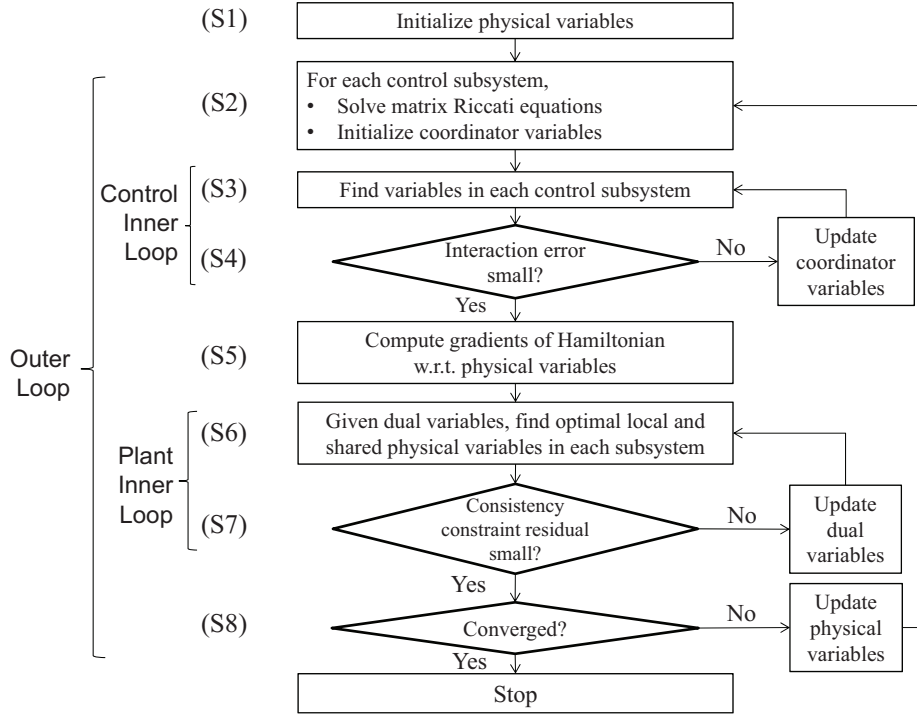 (S1)
Initialize physical variables
(S2)
For each control subsystem,
• Solve matrix Riccati equations
• Initialize coordinator variables
Control
Inner
Loop
(S3)
Find variables in each control subsystem
(S4)
Interaction error
small?
No
Update
coordinator
variables
Yes
Outer
Loop
(S5)
Compute gradients of Hamiltonian
w.r.t. physical variables
Plant
Inner
Loop
(S6)
Given dual variables, find optimal local and
shared physical variables in each subsystem
(S7)
Consistency
constraint residual
small?
No
Update
dual
variables
Yes
(S8)
Converged?
No
Update
physical
variables
Yes
Stop